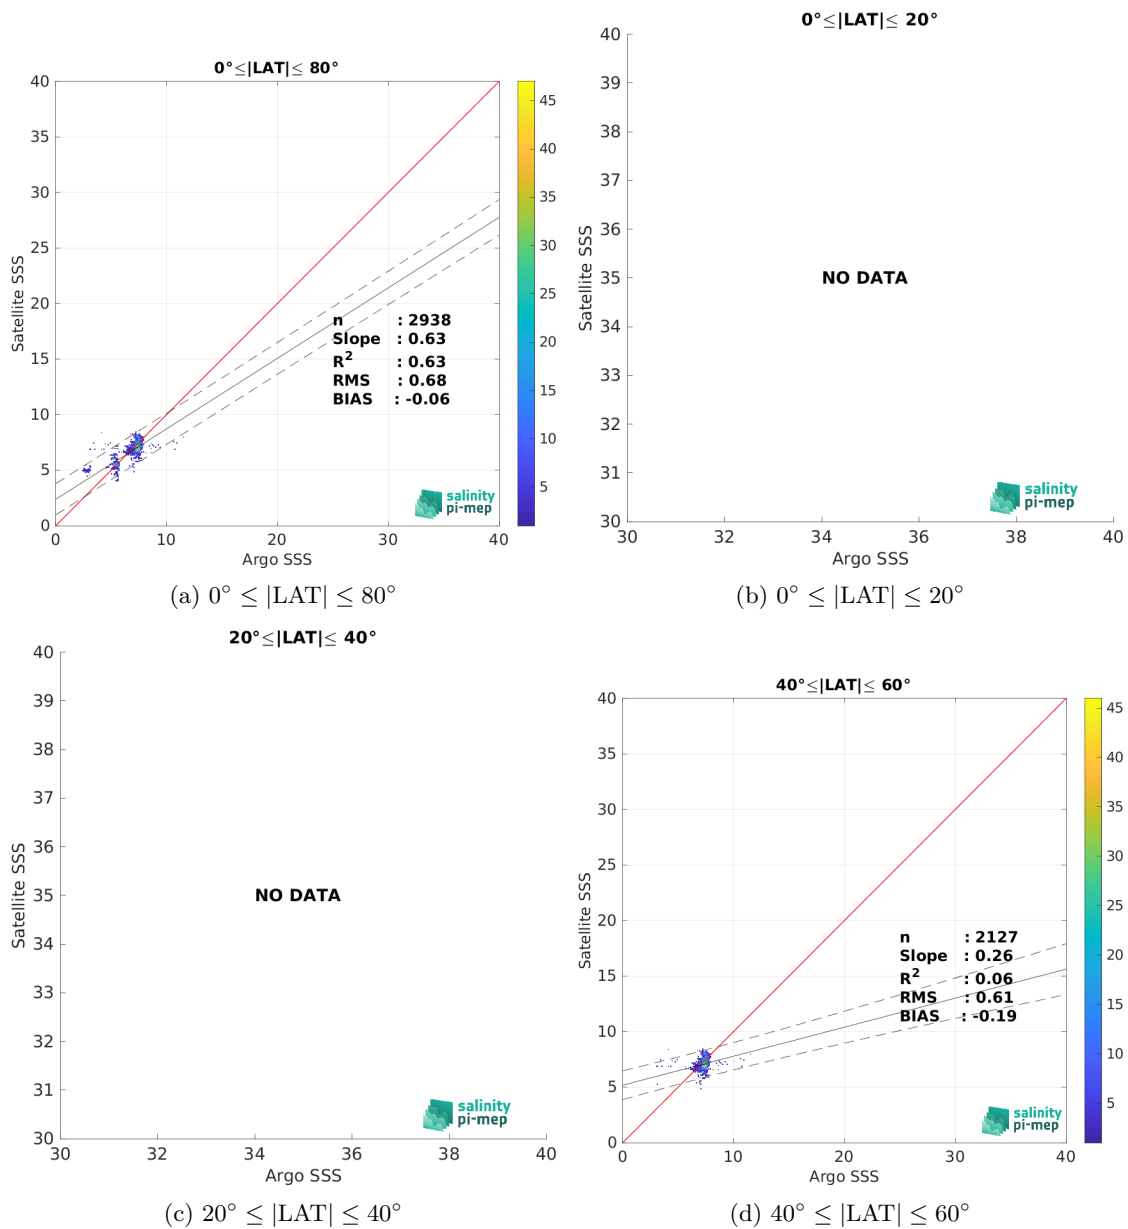 0°≤|LAT|≤ 80°
40
35
30
25
20
15
10
5
0
0
10
20
30
40
Satellite SSS
Argo SSS
n : 2938
Slope : 0.63
R² : 0.63
RMS : 0.68
BIAS : -0.06
salinity
pi-mep
45
40
35
30
25
20
15
10
5
(a) 0° ≤ |LAT| ≤ 80°
0°≤|LAT|≤ 20°
40
39
38
37
36
35
34
33
32
31
30
30
32
34
36
38
40
Satellite SSS
Argo SSS
NO DATA
salinity
pi-mep
(b) 0° ≤ |LAT| ≤ 20°
20°≤|LAT|≤ 40°
40
39
38
37
36
35
34
33
32
31
30
30
32
34
36
38
40
Satellite SSS
Argo SSS
NO DATA
salinity
pi-mep
(c) 20° ≤ |LAT| ≤ 40°
40°≤|LAT|≤ 60°
40
35
30
25
20
15
10
5
0
0
10
20
30
40
Satellite SSS
Argo SSS
n : 2127
Slope : 0.26
R² : 0.06
RMS : 0.61
BIAS : -0.19
salinity
pi-mep
45
40
35
30
25
20
15
10
5
(d) 40° ≤ |LAT| ≤ 60°